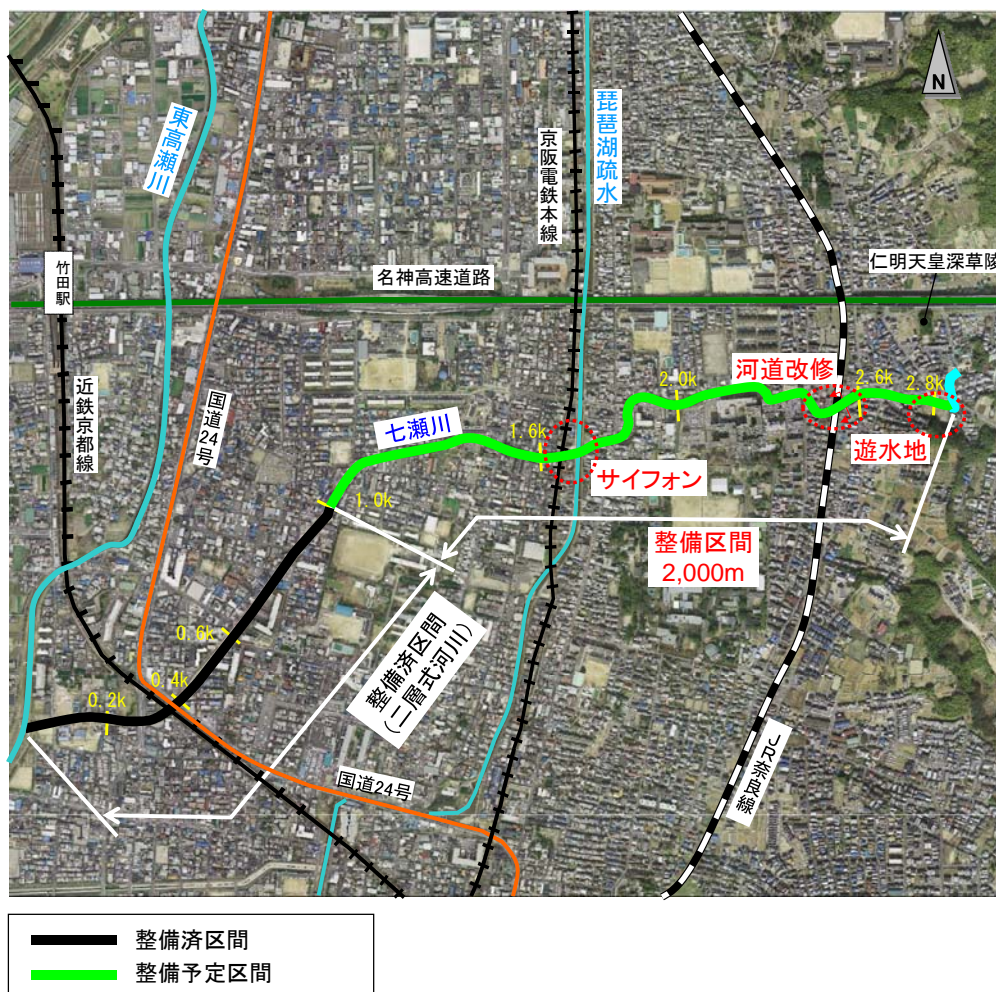 N
東高瀬川
琵琶湖疏水
京阪電鉄本線
仁明天皇深草陵
竹田駅
名神高速道路
近鉄京都線
国道24号
河道改修
2.0k
2.6k
2.8k
七瀬川
1.6k
遊水地
サイフォン
1.0k
整備区間
2,000m
0.6k
整備済区間
(二層式河川)
0.4k
0.2k
JR奈良線
国道24号
整備済区間
整備予定区間